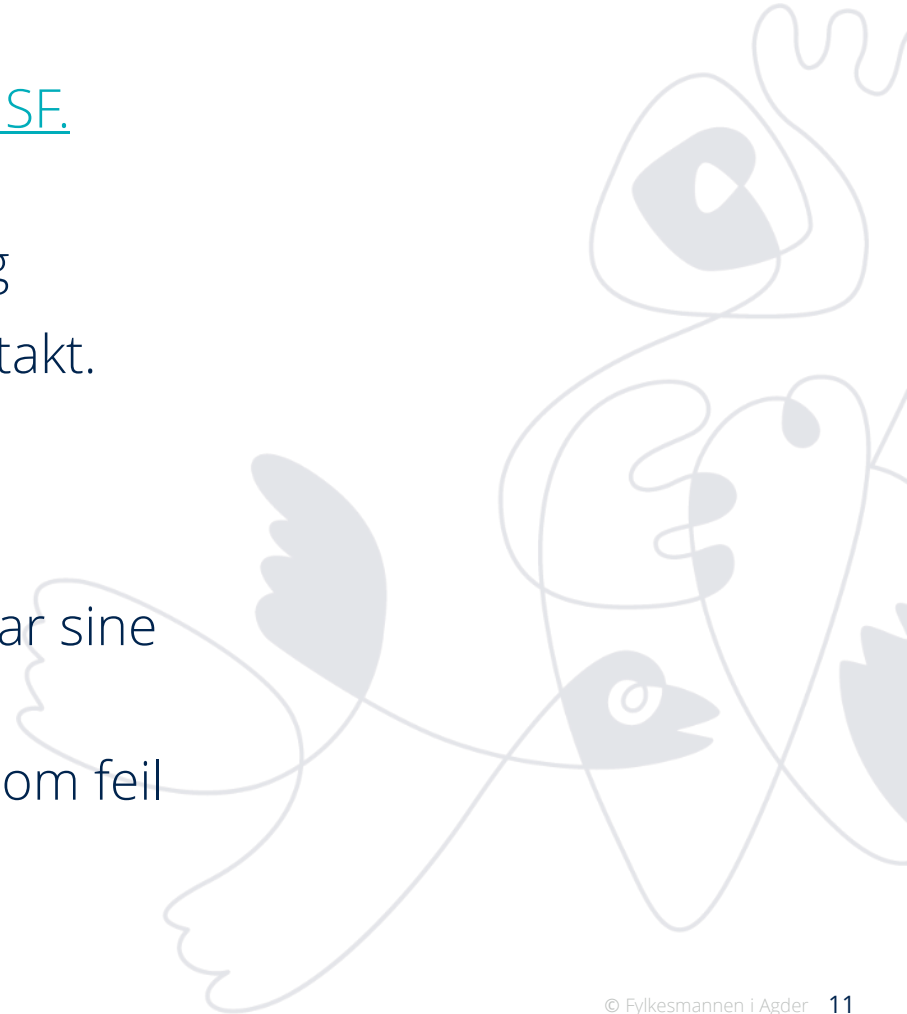 SF.
g
takt.
ar sine
om feil
© Fylkesmannen i Agder 11